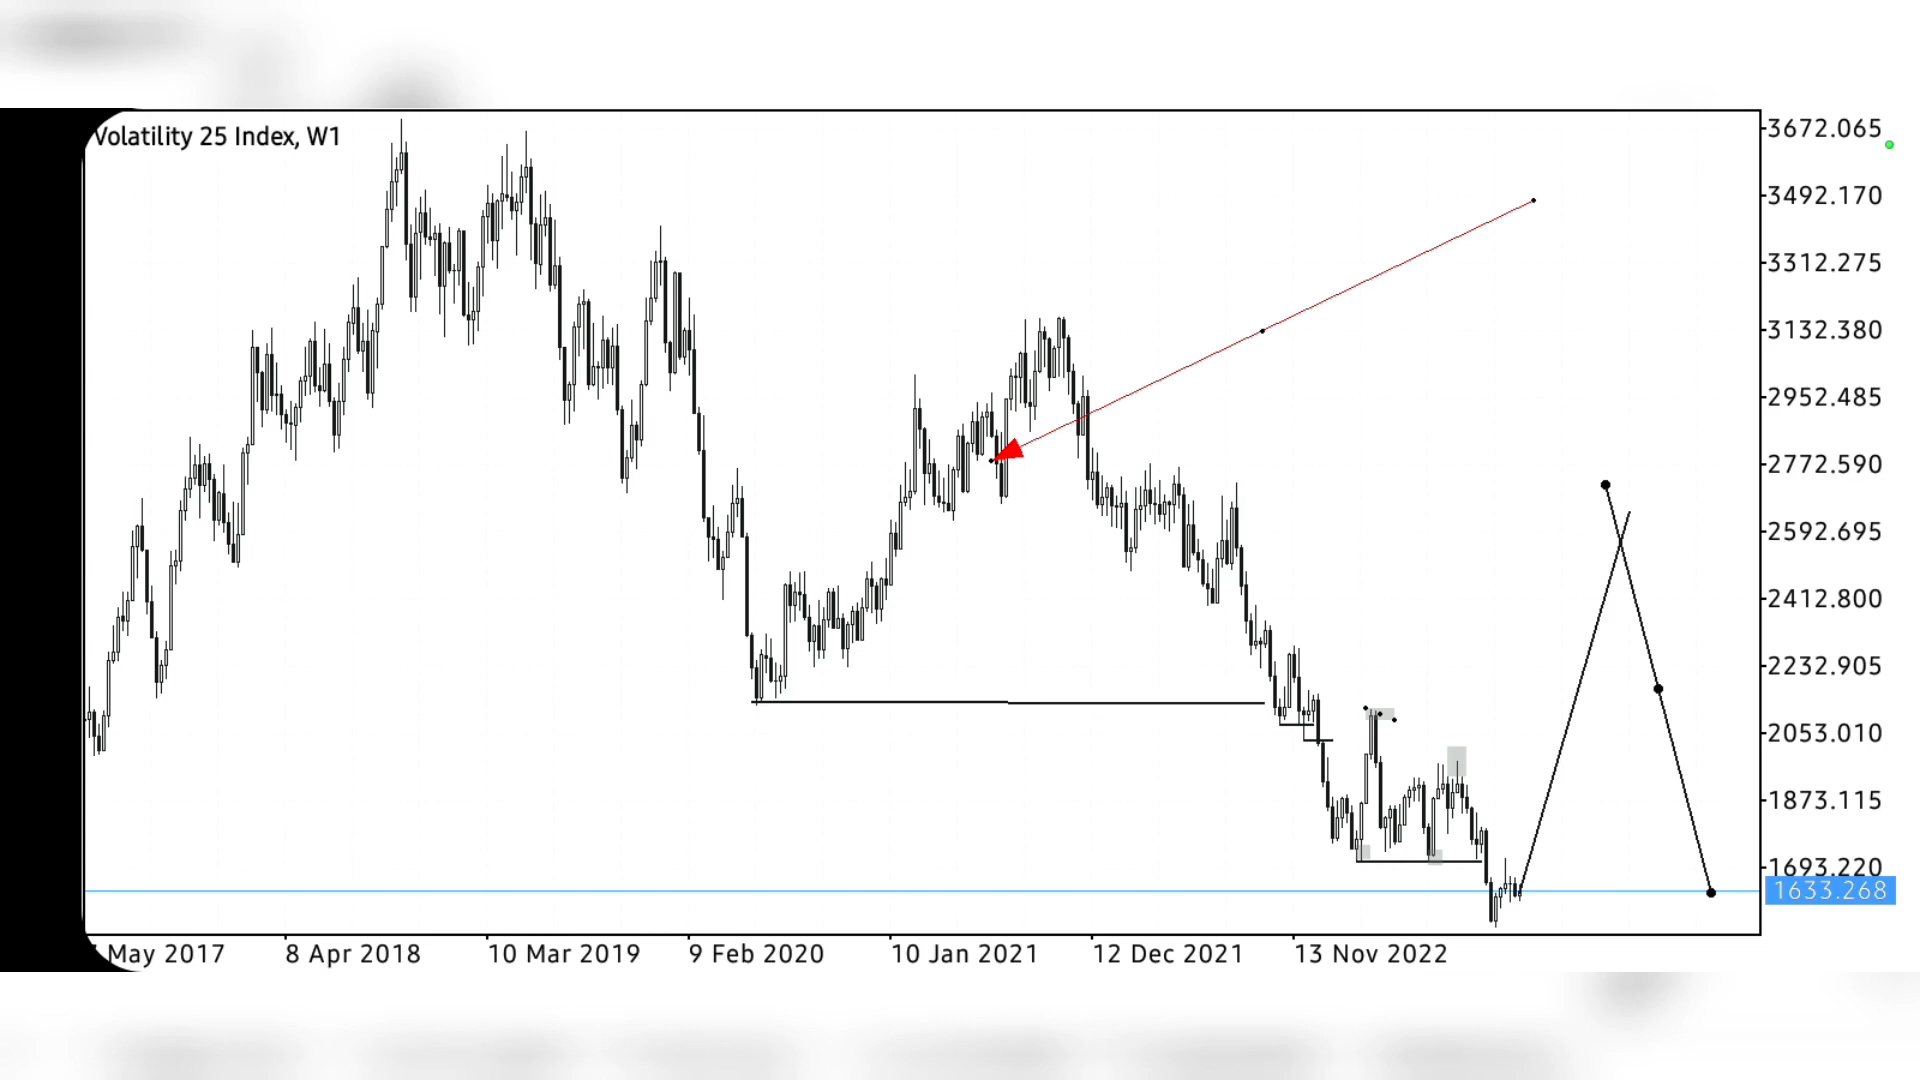 Volatility 25 Index, W1
3672.065
3492.170
3312.275
3132.380
2952.485
2772.590
2592.695
2412.800
2232.905
2053.010
1873.115
1693.220
1633.268
May 2017
8 Apr 2018
10 Mar 2019
9 Feb 2020
10 Jan 2021
12 Dec 2021
13 Nov 2022